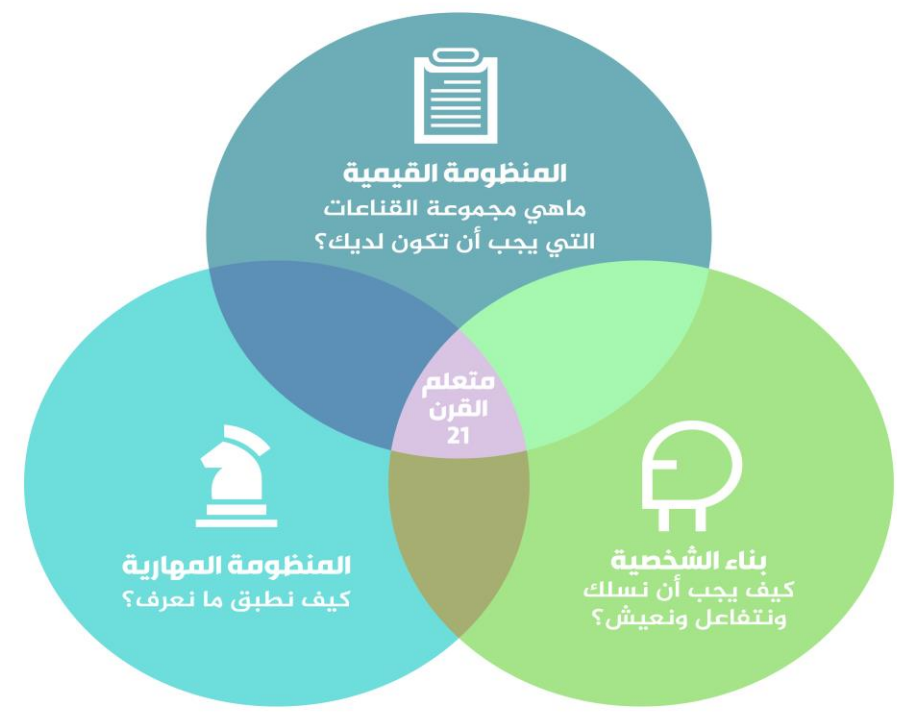 المنظومة القيمية
ماهي مجموعة القناعات
التي يجب أن تكون لديك؟
متعلم
القرن
21
المنظومة المهارية
كيف نطبق ما نعرف؟
بناء الشخصية
كيف يجب أن نسلك
ونتفاعل ونعيش؟